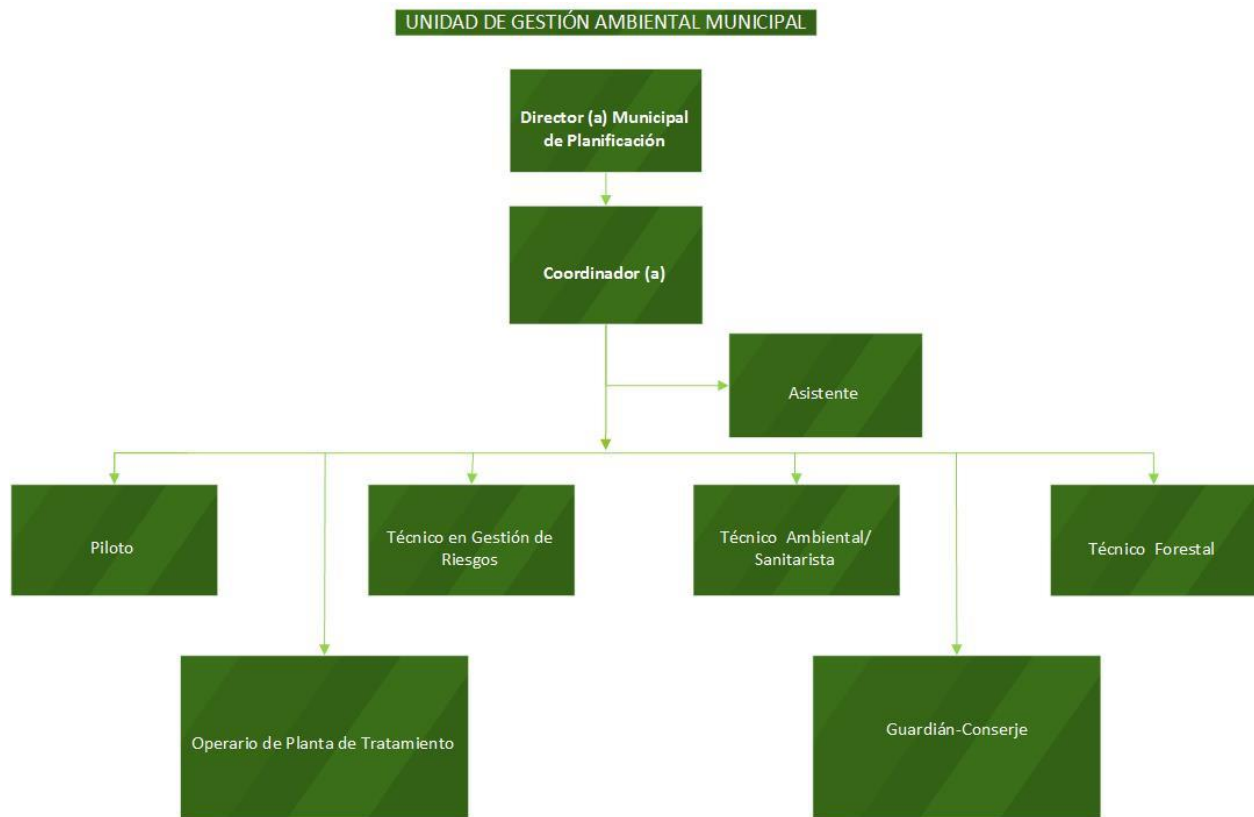 UNIDAD DE GESTIÓN AMBIENTAL MUNICIPAL
Director (a) Municipal
de Planificación
Coordinador (a)
Asistente
Piloto
Técnico en Gestión de
Riesgos
Técnico Ambiental/
Sanitarista
Técnico Forestal
Operario de Planta de Tratamiento
Guardián-Conserje